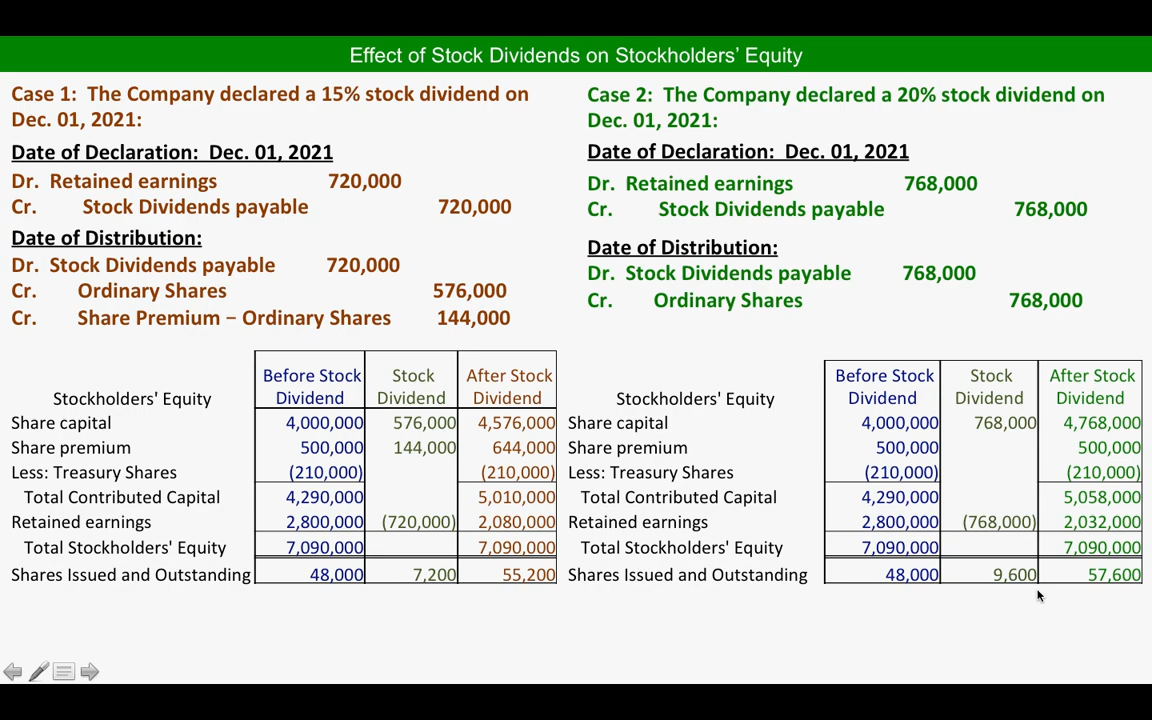 Effect of Stock Dividends on Stockholders' Equity
Case 1: The Company declared a 15% stock dividend on
Dec. 01, 2021:
Date of Declaration: Dec. 01, 2021
Dr. Retained earnings 720,000
Cr. Stock Dividends payable 720,000
Date of Distribution:
Dr. Stock Dividends payable 720,000
Cr. Ordinary Shares 576,000
Cr. Share Premium – Ordinary Shares 144,000
Before Stock Stock After Stock
Stockholders' Equity Dividend Dividend Dividend
Share capital 4,000,000 576,000 4,576,000
Share premium 500,000 144,000 644,000
Less: Treasury Shares (210,000) (210,000)
Total Contributed Capital 4,290,000 5,010,000
Retained earnings 2,800,000 (720,000) 2,080,000
Total Stockholders' Equity 7,090,000 7,090,000
Shares Issued and Outstanding 48,000 7,200 55,200
Case 2: The Company declared a 20% stock dividend on
Dec. 01, 2021:
Date of Declaration: Dec. 01, 2021
Dr. Retained earnings 768,000
Cr. Stock Dividends payable 768,000
Date of Distribution:
Dr. Stock Dividends payable 768,000
Cr. Ordinary Shares 768,000
Before Stock Stock After Stock
Stockholders' Equity Dividend Dividend Dividend
Share capital 4,000,000 768,000 4,768,000
Share premium 500,000 500,000
Less: Treasury Shares (210,000) (210,000)
Total Contributed Capital 4,290,000 5,058,000
Retained earnings 2,800,000 (768,000) 2,032,000
Total Stockholders' Equity 7,090,000 7,090,000
Shares Issued and Outstanding 48,000 9,600 57,600